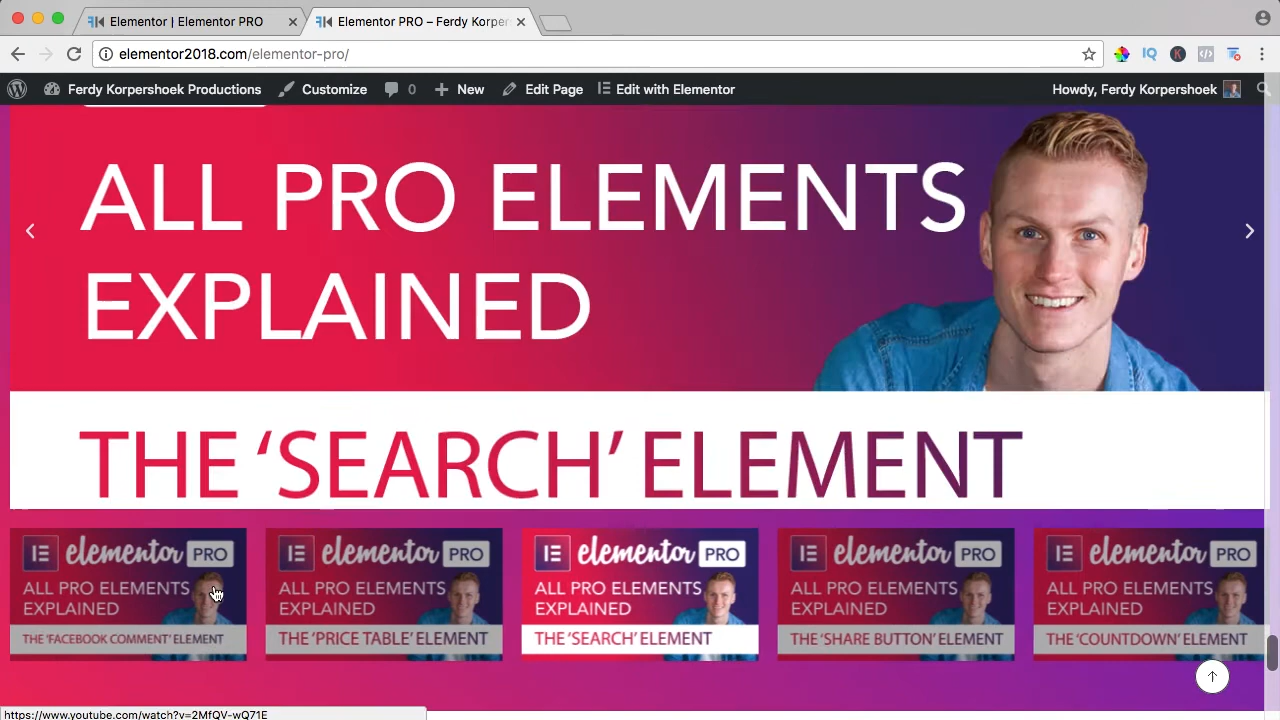 Elementor | Elementor PRO
Elementor PRO – Ferdy Korper
elementor2018.com/elementor-pro/
Ferdy Korpershoek Productions Customize 0 New Edit Page Edit with Elementor Howdy, Ferdy Korpershoek
ALL PRO ELEMENTS
EXPLAINED
THE ‘SEARCH’ ELEMENT
elementor PRO
ALL PRO ELEMENTS
EXPLAINED
THE ‘FACEBOOK COMMENT’ ELEMENT
elementor PRO
ALL PRO ELEMENTS
EXPLAINED
THE ‘PRICE TABLE’ ELEMENT
elementor PRO
ALL PRO ELEMENTS
EXPLAINED
THE ‘SEARCH’ ELEMENT
elementor PRO
ALL PRO ELEMENTS
EXPLAINED
THE ‘SHARE BUTTON’ ELEMENT
elementor PRO
ALL PRO ELEMENTS
EXPLAINED
THE ‘COUNTDOWN’ ELEMENT
https://www.youtube.com/watch?v=2MfQV-wQ71E